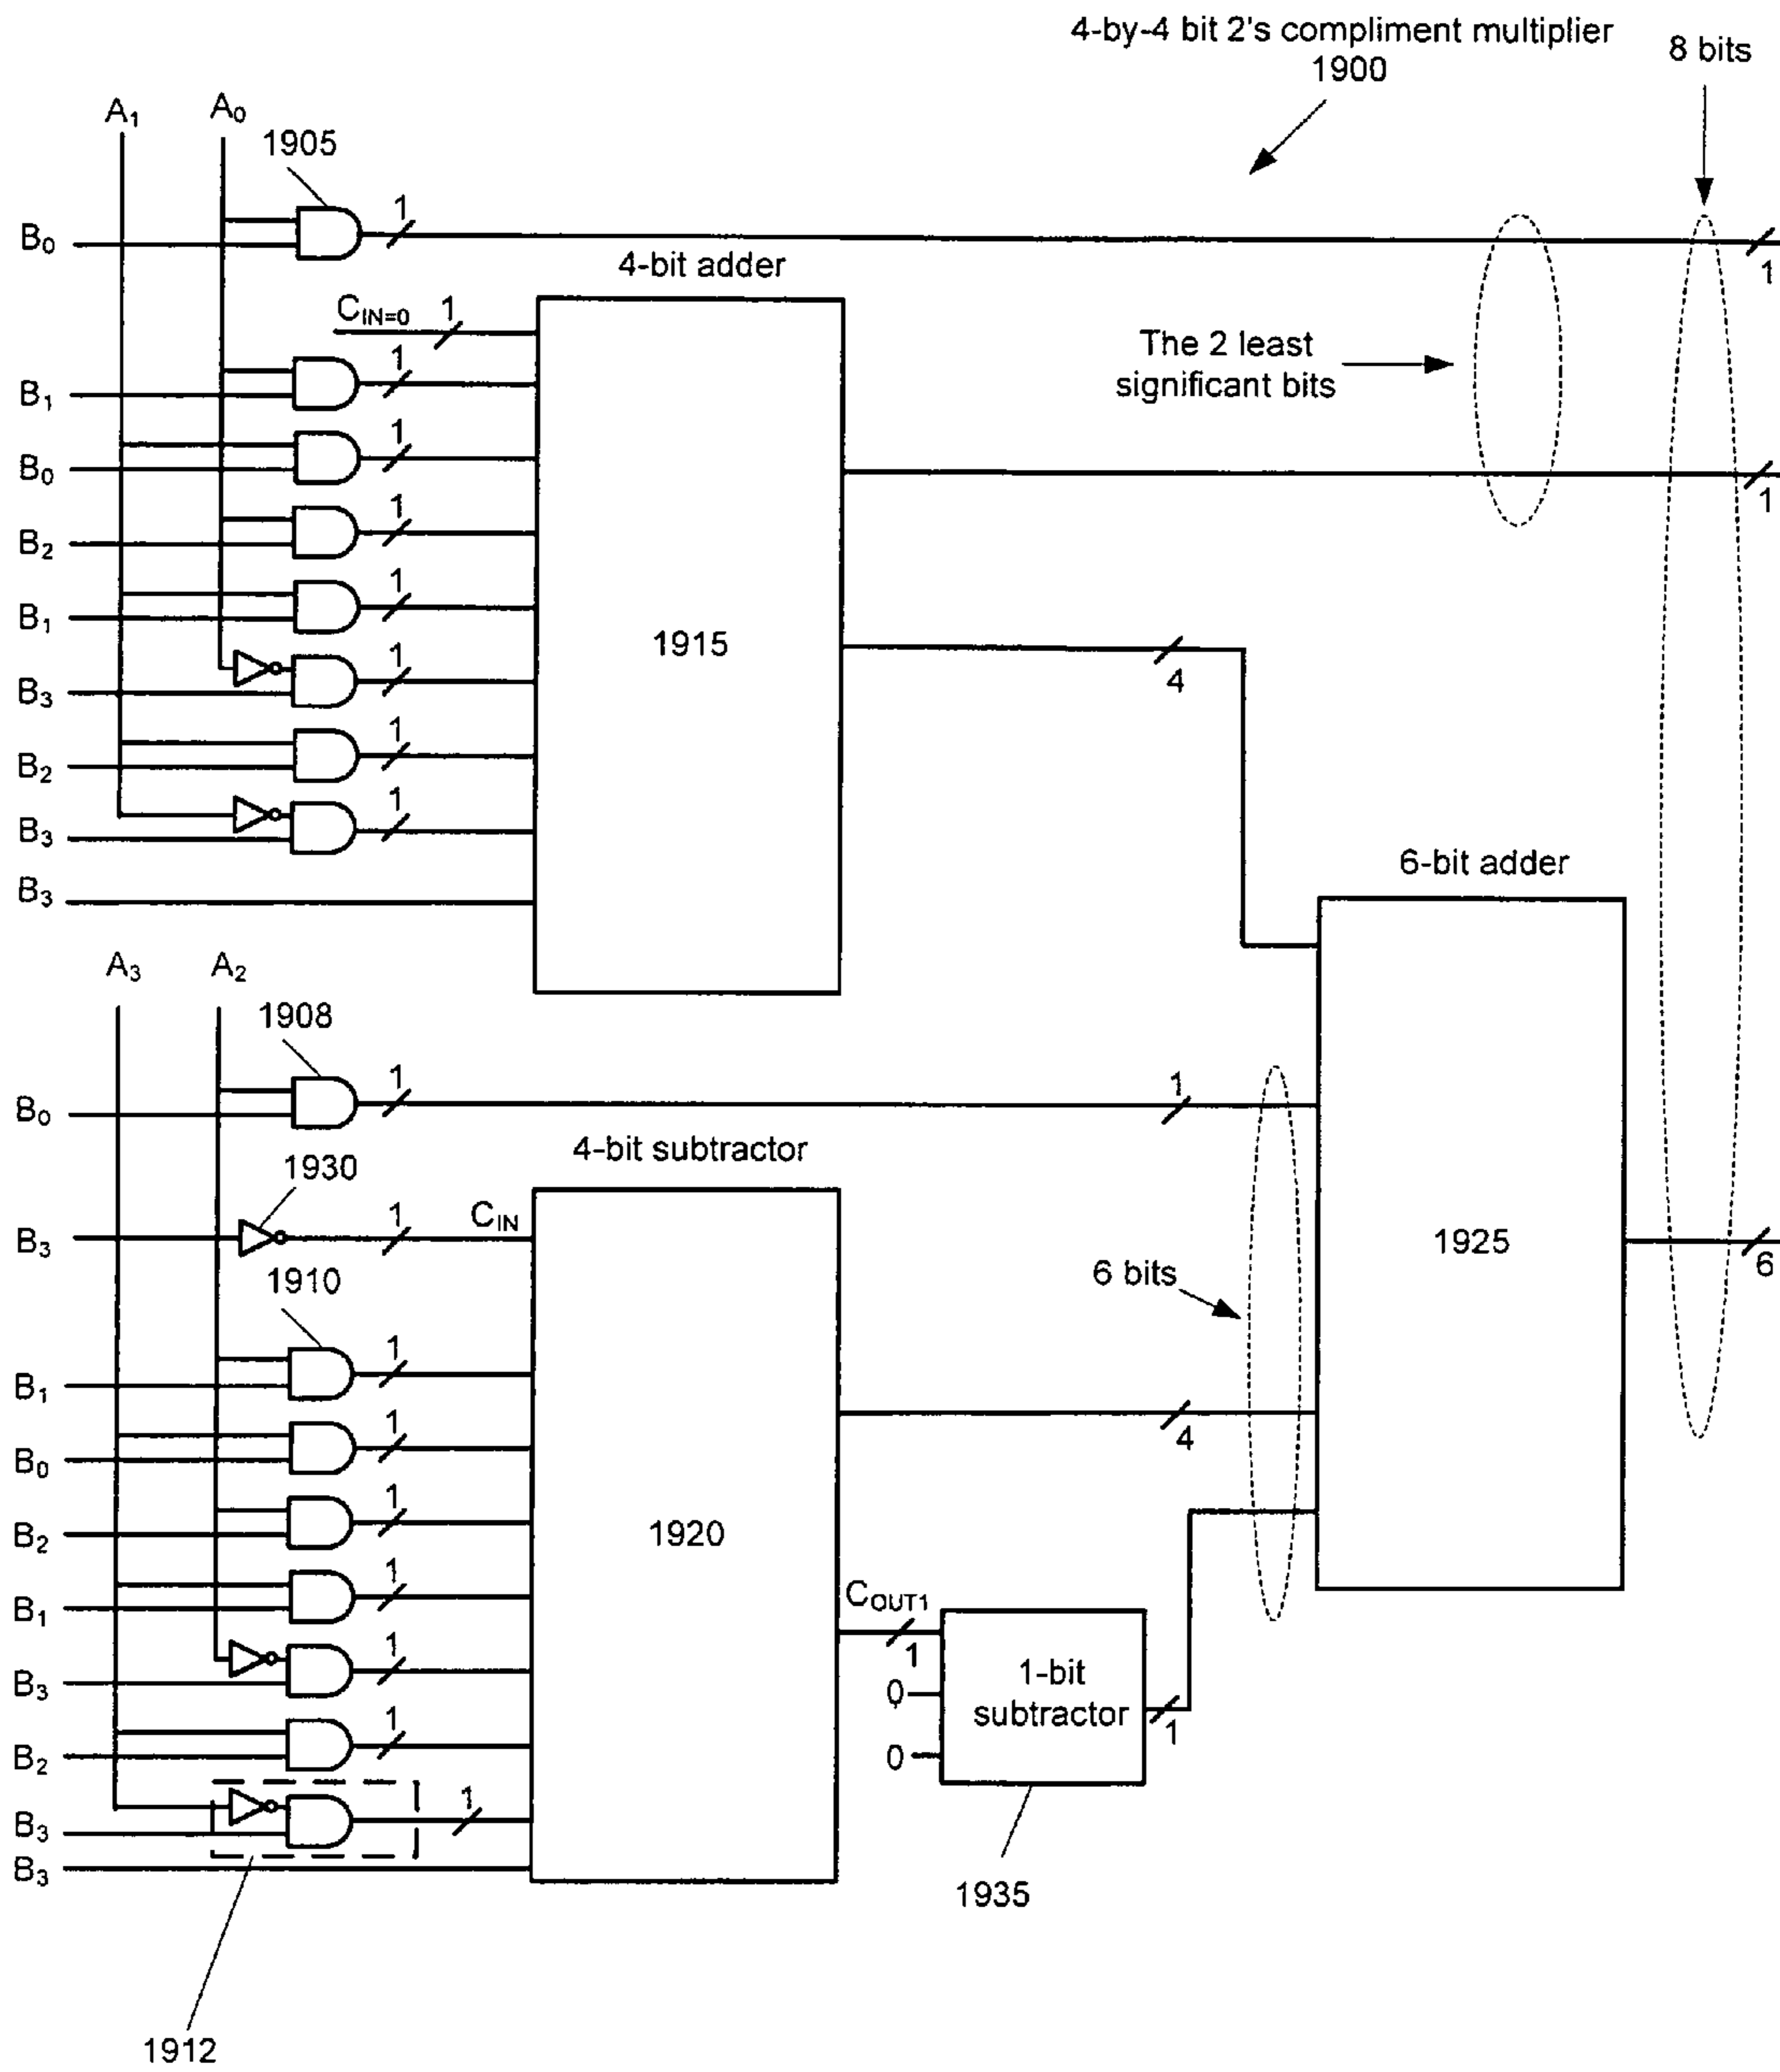 4-by-4 bit 2's compliment multiplier
1900
8 bits
A1
A0
1905
B0
1
1
4-bit adder
CIN=0
1
The 2 least
significant bits
B1
1
B0
1
1
B2
1
B1
1
1915
4
B3
1
B2
1
B3
1
B3
6-bit adder
A3
A2
1908
B0
1
1
4-bit subtractor
1930
B3
1
CIN
1925
6
1910
6 bits
B1
1
4
B0
1
B2
1
1920
B1
1
COUT1
1
B3
1
0
1-bit
subtractor
1
B2
1
0
B3
1
B3
1935
1912